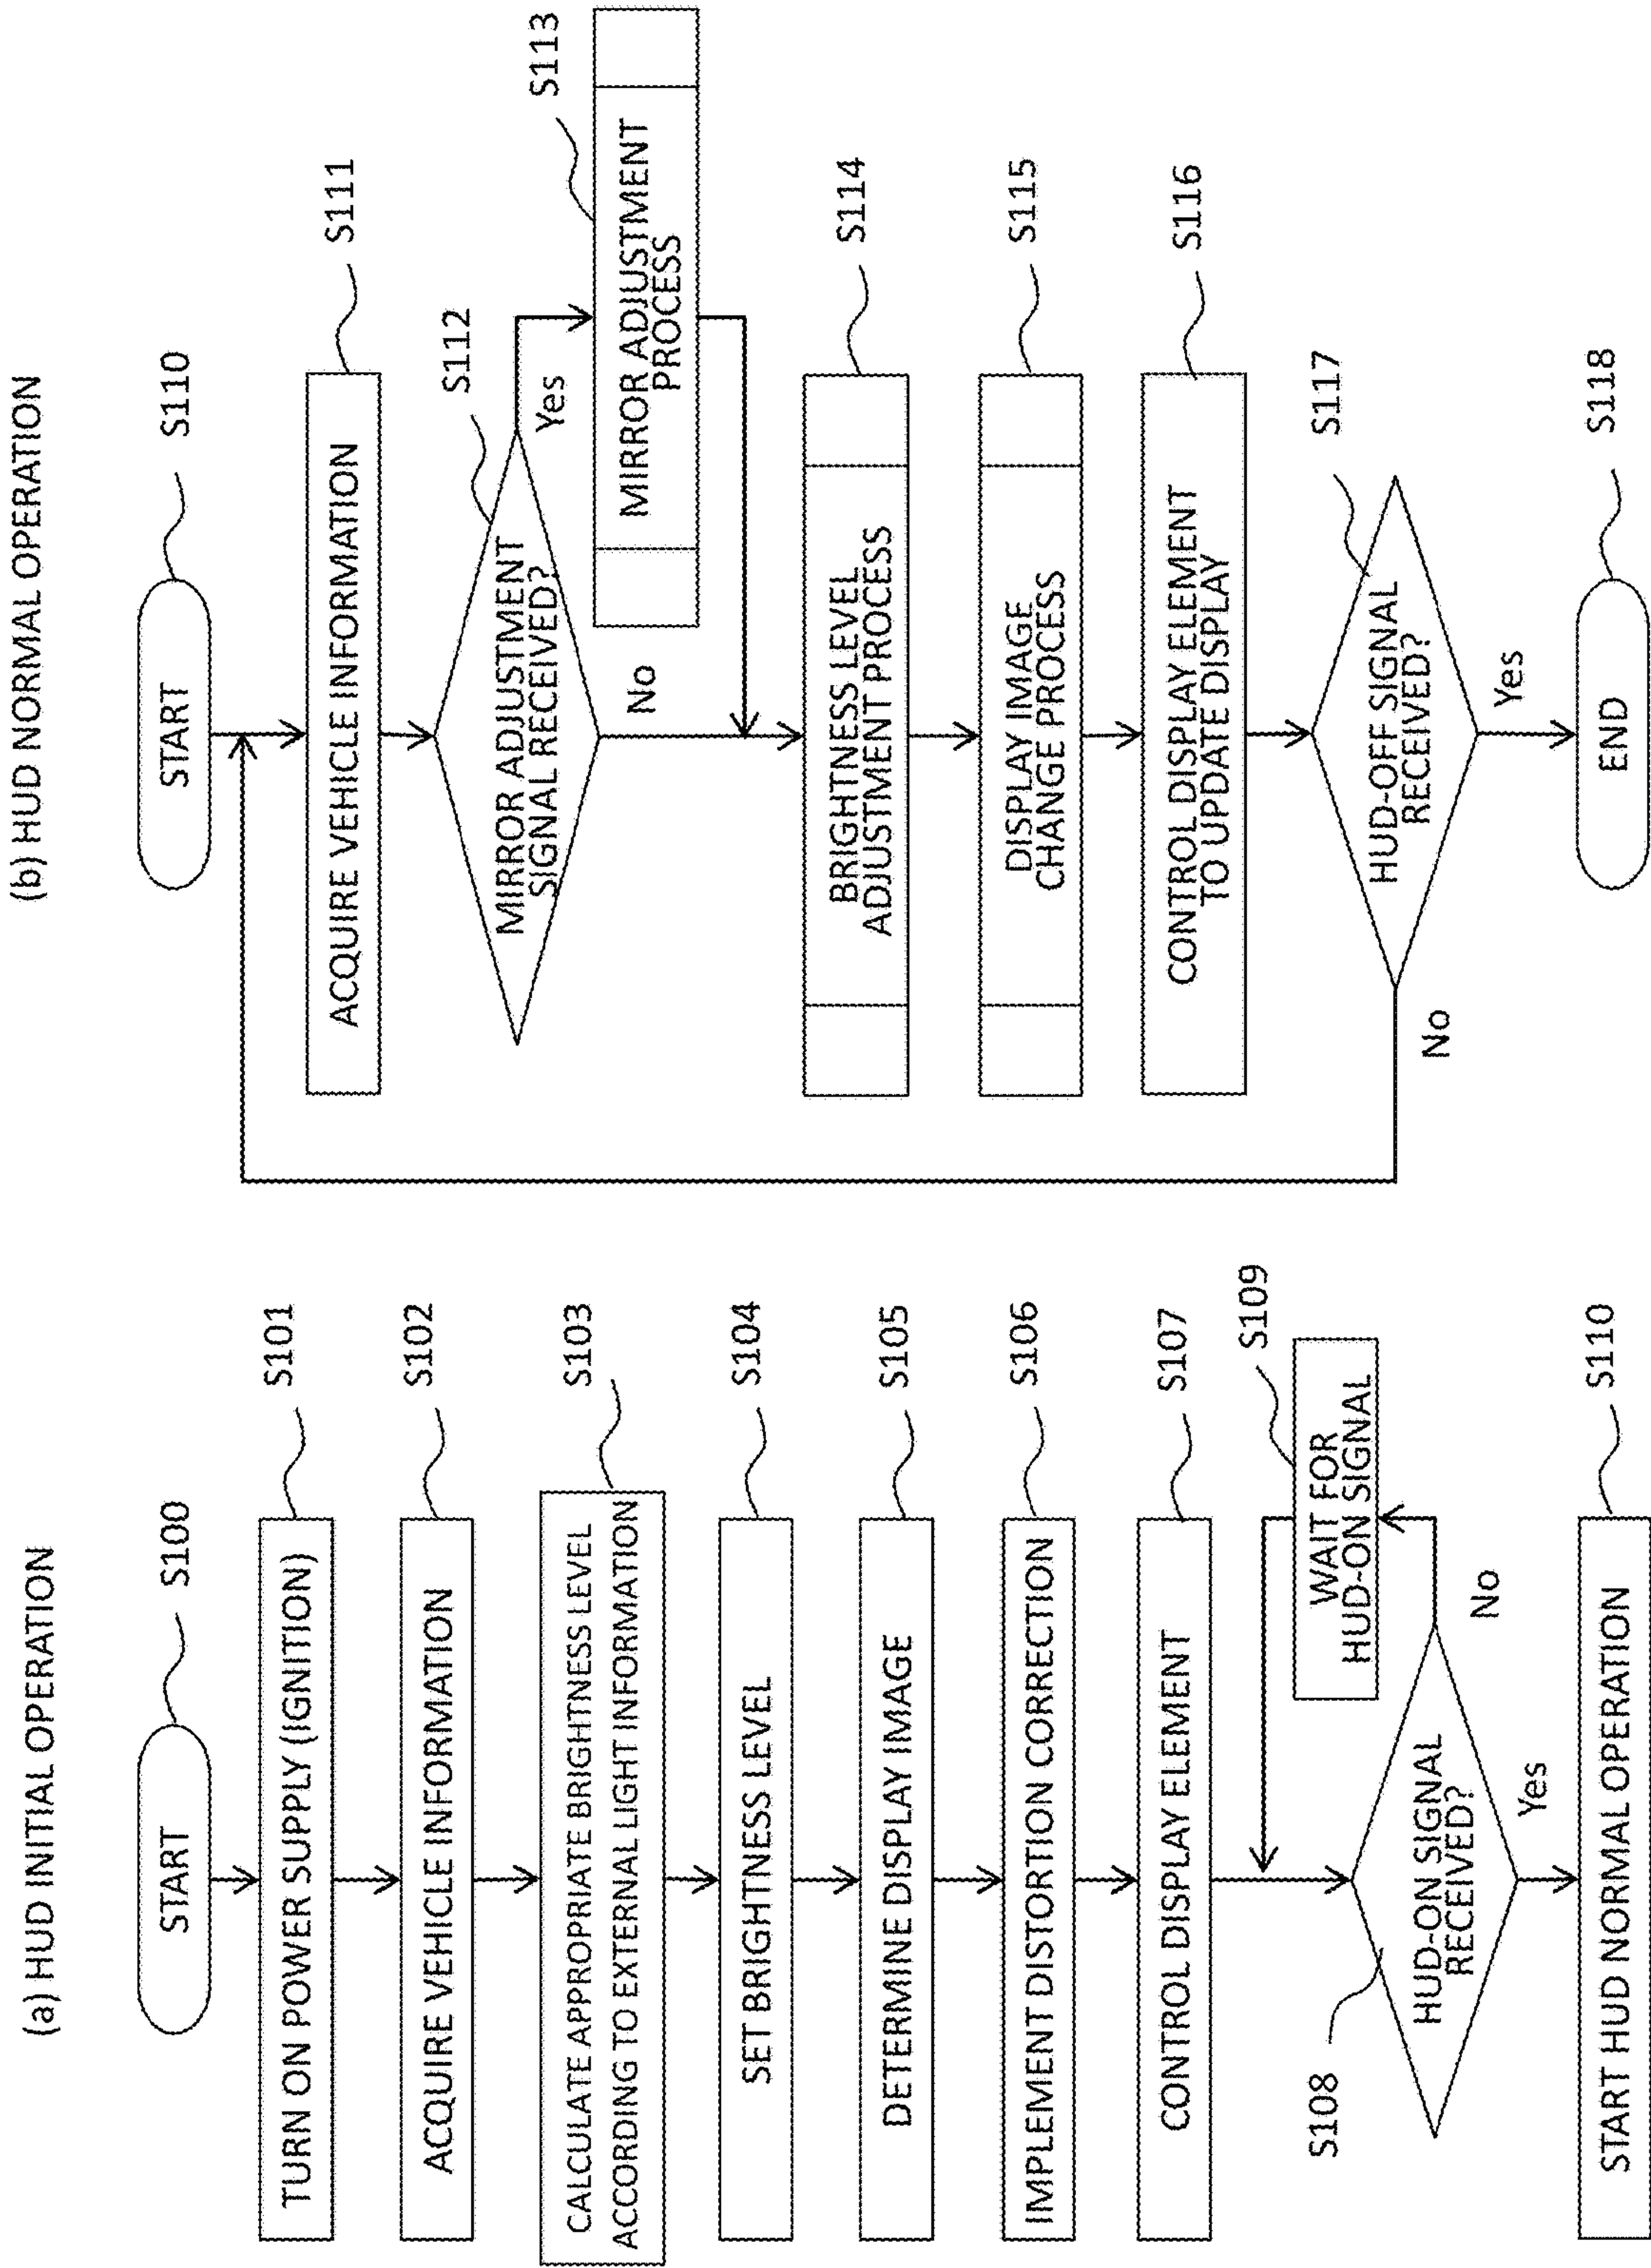 (a) HUD INITIAL OPERATION
START
S100
TURN ON POWER SUPPLY (IGNITION)
S101
ACQUIRE VEHICLE INFORMATION
S102
CALCULATE APPROPRIATE BRIGHTNESS LEVEL
ACCORDING TO EXTERNAL LIGHT INFORMATION
S103
SET BRIGHTNESS LEVEL
S104
DETERMINE DISPLAY IMAGE
S105
IMPLEMENT DISTORTION CORRECTION
S106
CONTROL DISPLAY ELEMENT
S107
S108
HUD-ON SIGNAL
RECEIVED?
No
WAIT FOR
HUD-ON SIGNAL
S109
Yes
START HUD NORMAL OPERATION
S110
(b) HUD NORMAL OPERATION
START
S110
ACQUIRE VEHICLE INFORMATION
S111
MIRROR ADJUSTMENT
SIGNAL RECEIVED?
S112
Yes
MIRROR ADJUSTMENT
PROCESS
S113
No
BRIGHTNESS LEVEL
ADJUSTMENT PROCESS
S114
DISPLAY IMAGE
CHANGE PROCESS
S115
CONTROL DISPLAY ELEMENT
TO UPDATE DISPLAY
S116
HUD-OFF SIGNAL
RECEIVED?
S117
No
Yes
END
S118